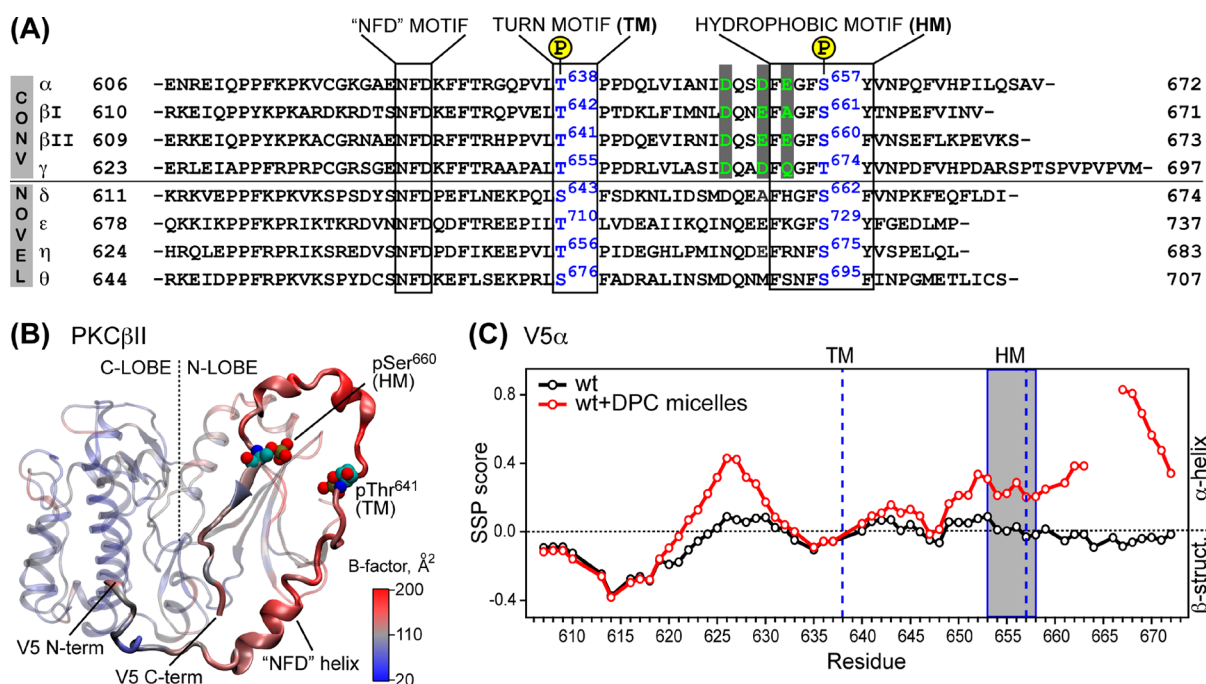 (A)
"NFD" MOTIF TURN MOTIF (TM) HYDROPHOBIC MOTIF (HM)
P P
CONV
α 606 -ENREIQPPFKPKVCGKGAENFDKFFTRGQPVLT638PPDQLVIANIDQSDFEGFS657YVNPQFVHPILQSAV- 672
βI 610 -RKEIQPPYKPKARDKRDTSNFDKEFTRQPVELT642PTDKLFIMNLDQNEFAGFS661YTNPEFVINV- 671
βII 609 -ERKEIQPPYKPKACGRNAENFDRFFTRHPPVLT641PPDQEVIRNIDQSEFEGFS660FVNSEFLKPEVKS- 673
γ 623 -ERLEIAPPFRPRPCGRSGENFDKFFTRAAPALT655PPDRLVLASIDQADFQGFT674YVNPDFVHPDARSPTSPVPVPVM- 697
NOVEL
δ 611 -KRKVEPPFKPKVKSPSDYSNFDPEFLNEKPQLS643FSDKNLIDSMDQEAFHGFS662FVNPKFEQFLDI- 674
ε 678 -QKKIKPPFKPRIKTKRDVNNFDQDFTREEPILT710LVDEAIIKQINQEEFKGFS729YFGEDLMP- 737
η 624 -HRQLEPPFRPRIKSREDVSNFDPDFIKEEPVLT656PIDEGHLPMINQDEFRNFS675YVSPELQL- 683
θ 644 -RKEIDPPFRPKVKSPYDCSNFDKEFLSEKPRLS676FADRALINSMDQNMFSNFS695FINPGMETLICS- 707
(B) PKCβII
C-LOBE N-LOBE
pSer660
(HM)
pThr641
(TM)
B-factor, Å2
200
110
20
V5 N-term
V5 C-term
"NFD" helix
(C) V5α
TM HM
wt
wt+DPC micelles
SSP score
0.8
0.4
0.0
-0.4
α-helix
β-struct.
610 615 620 625 630 635 640 645 650 655 660 665 670
Residue